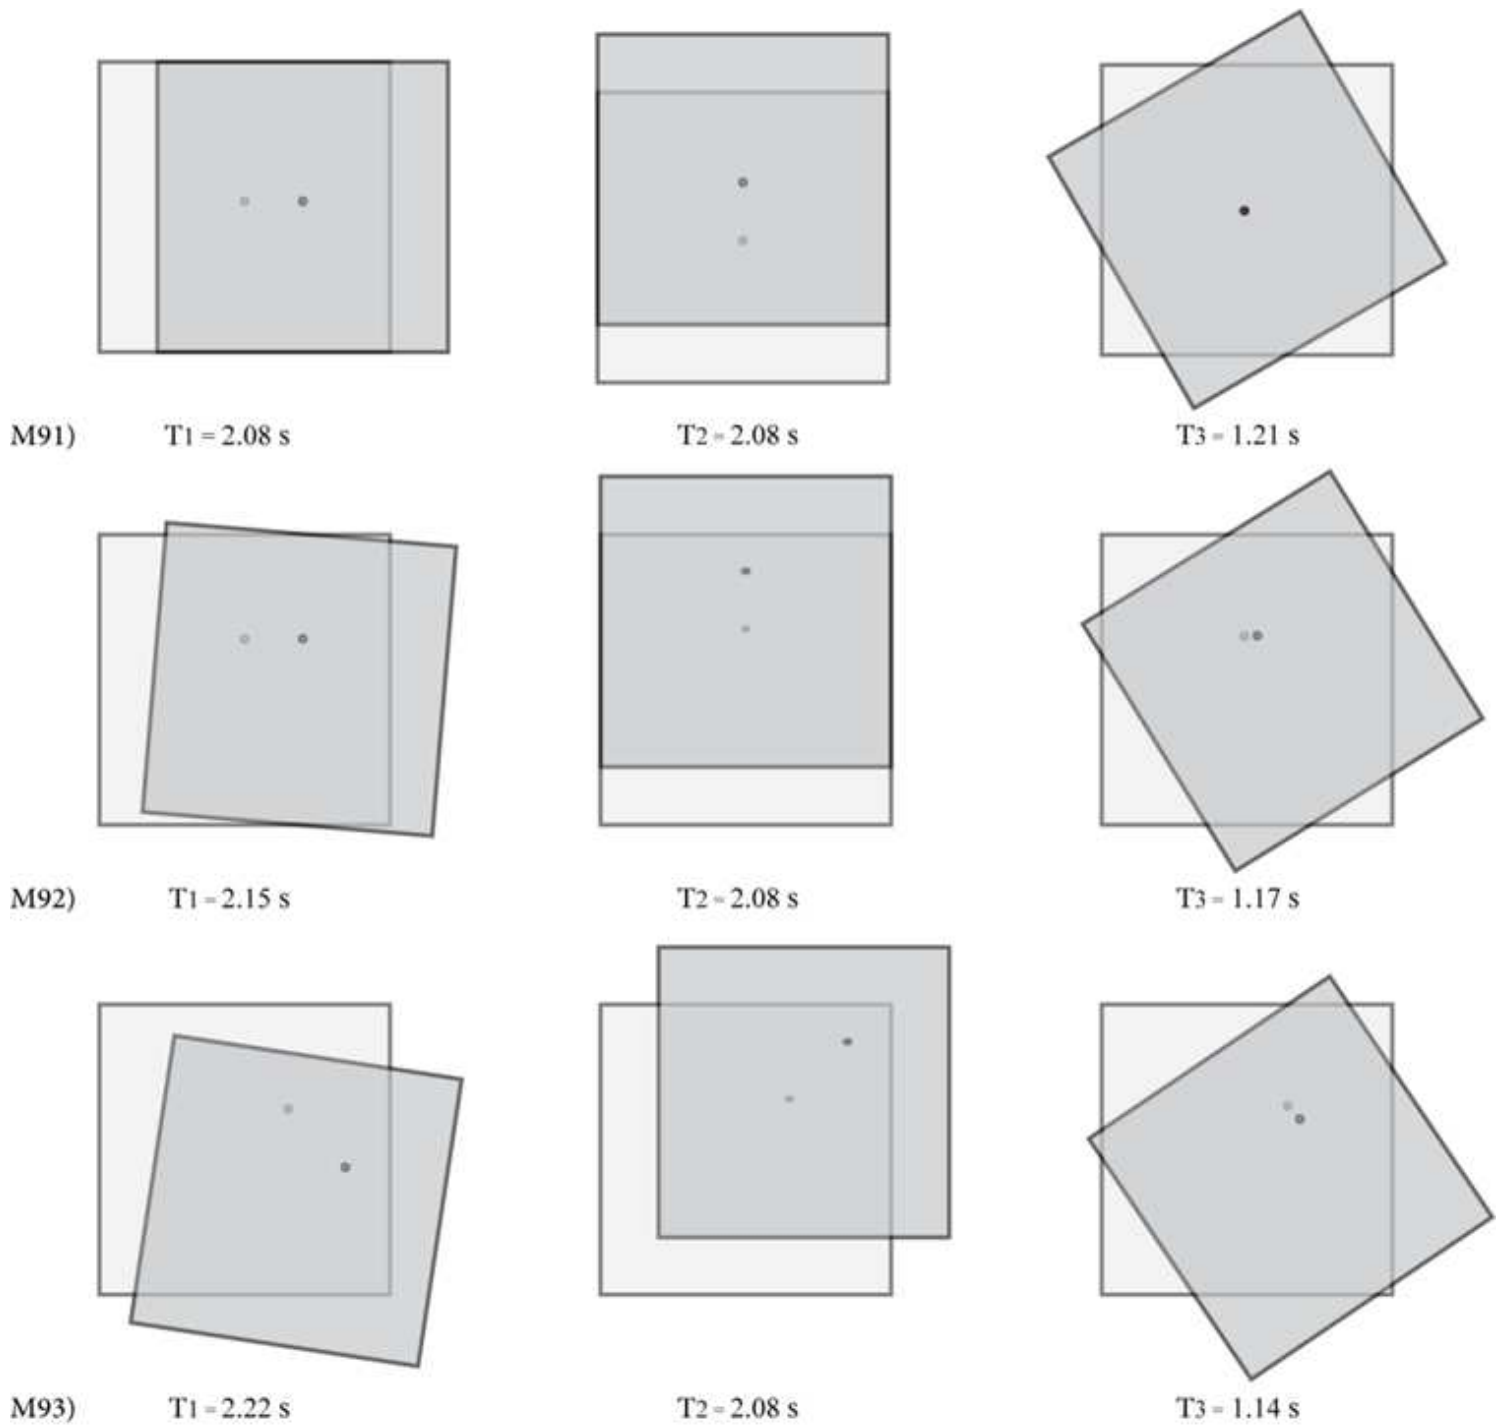 M91) T1 = 2.08 s T2 = 2.08 s T3 = 1.21 s
M92) T1 = 2.15 s T2 = 2.08 s T3 = 1.17 s
M93) T1 = 2.22 s T2 = 2.08 s T3 = 1.14 s